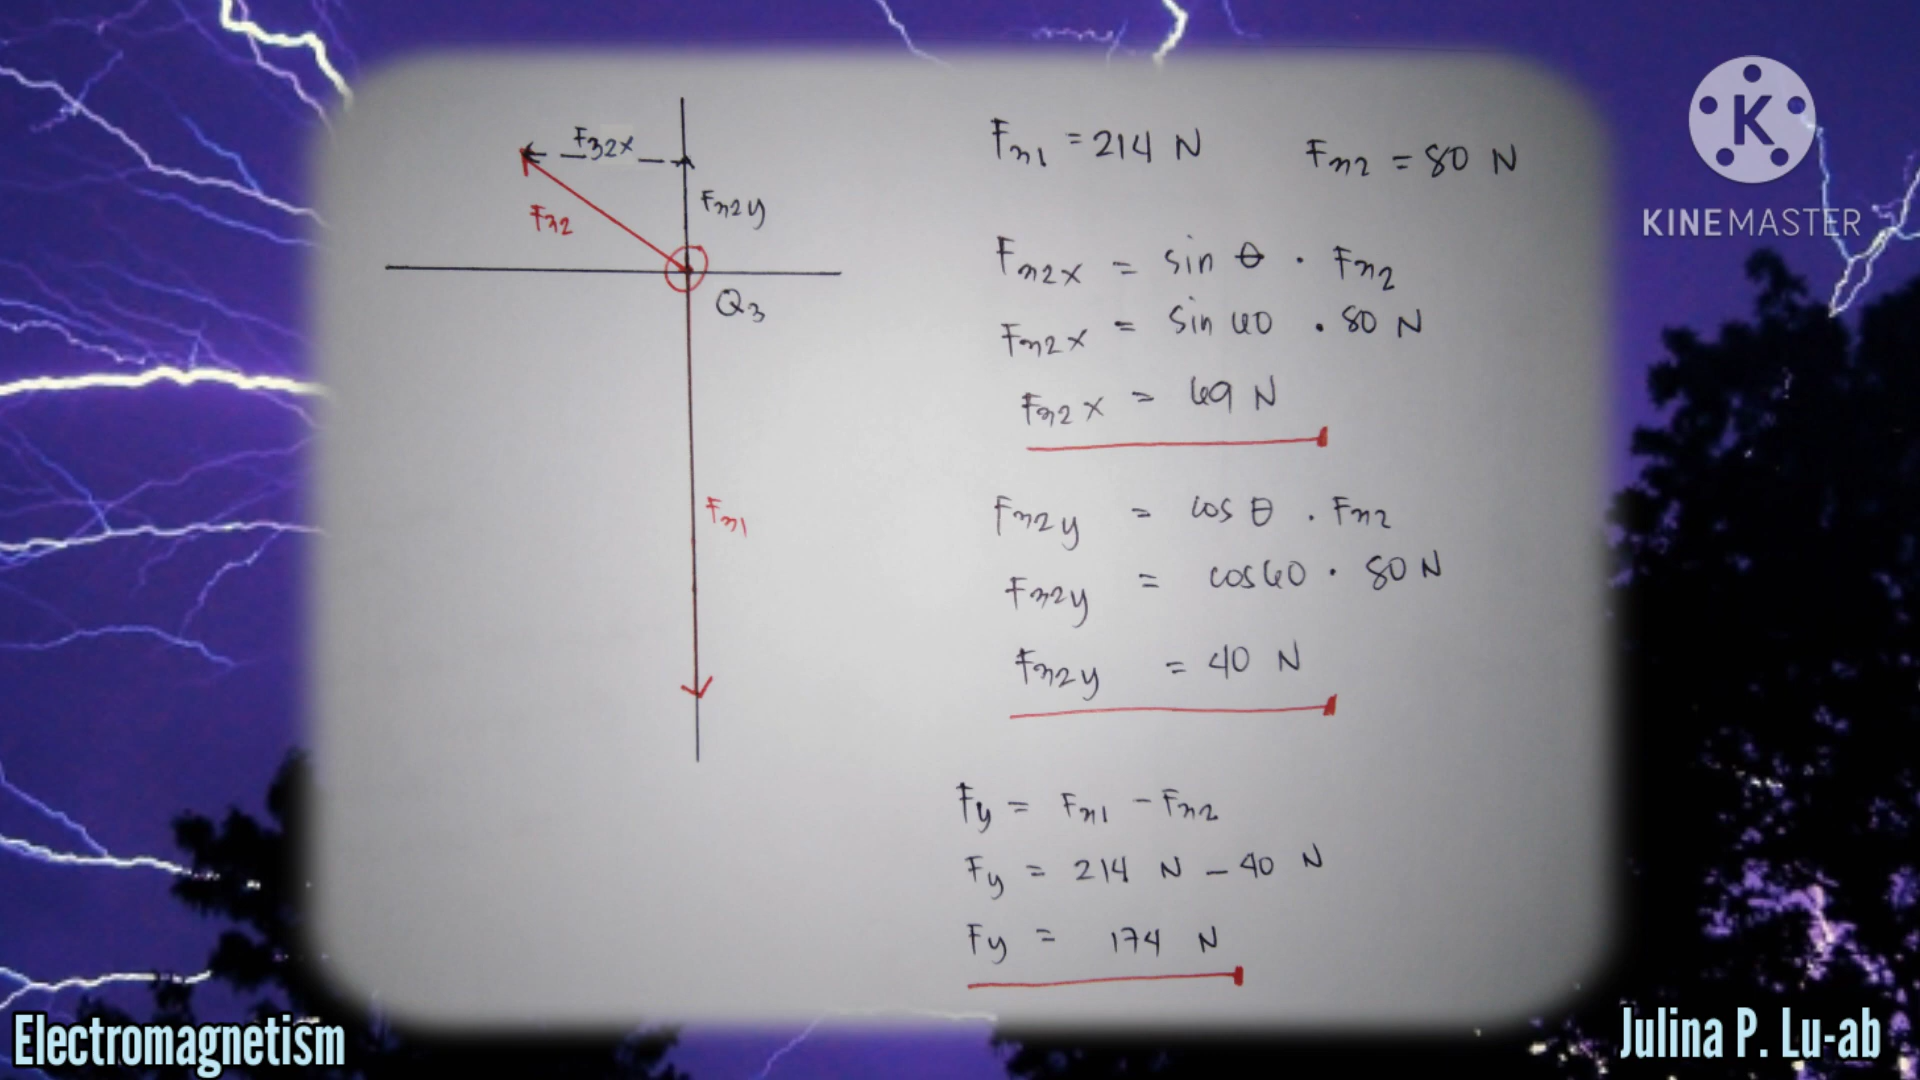 F32x
Fn2y
F32
Q3
Fn1
Fn1 = 214 N
Fn2 = 80 N
Fn2x = sin θ · Fn2
Fn2x = sin 60 · 80 N
Fn2x = 69 N
Fn2y = cos θ · Fn2
Fn2y = cos 60 · 80 N
Fn2y = 40 N
Fy = Fn1 - Fn2
Fy = 214 N - 40 N
Fy = 174 N
K
KINEMASTER
Electromagnetism
Julina P. Lu-ab